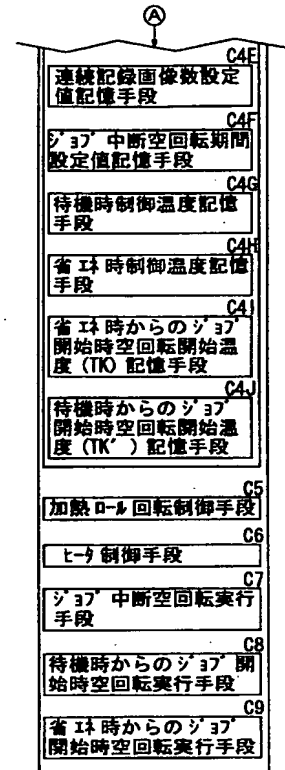 Ⓐ
C4E
連続記録画像数設定
値記憶手段
C4F
ジョブ中断空回転期間
設定値記憶手段
C4G
待機時制御温度記憶
手段
C4H
省エネ時制御温度記憶
手段
C4I
省エネ時からのジョブ
開始時空回転開始温
度(TK)記憶手段
C4J
待機時からのジョブ
開始時空回転開始温
度(TK´)記憶手段
C5
加熱ロール回転制御手段
C6
ヒータ制御手段
C7
ジョブ中断空回転実行
手段
C8
待機時からのジョブ開
始時空回転実行手段
C9
省エネ時からのジョブ
開始時空回転実行手段